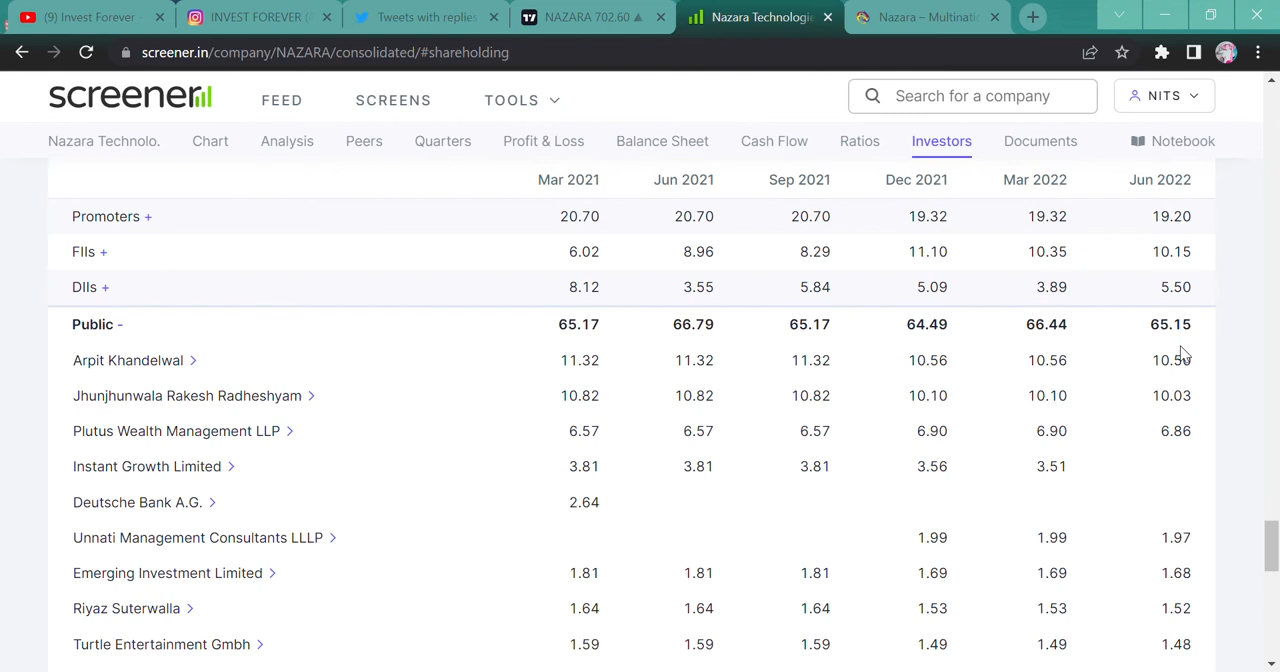 (9) Invest Forever -
INVEST FOREVER (
Tweets with replies
NAZARA 702.60 ▲
Nazara Technologi
Nazara – Multinati
screener.in/company/NAZARA/consolidated/#shareholding
screener
FEED
SCREENS
TOOLS
Search for a company
NITS
Nazara Technolo. Chart Analysis Peers Quarters Profit & Loss Balance Sheet Cash Flow Ratios Investors Documents Notebook
Mar 2021 Jun 2021 Sep 2021 Dec 2021 Mar 2022 Jun 2022
Promoters + 20.70 20.70 20.70 19.32 19.32 19.20
FIIs + 6.02 8.96 8.29 11.10 10.35 10.15
DIIs + 8.12 3.55 5.84 5.09 3.89 5.50
Public - 65.17 66.79 65.17 64.49 66.44 65.15
Arpit Khandelwal 11.32 11.32 11.32 10.56 10.56
Jhunjhunwala Rakesh Radheshyam 10.82 10.82 10.82 10.10 10.10 10.03
Plutus Wealth Management LLP 6.57 6.57 6.57 6.90 6.90 6.86
Instant Growth Limited 3.81 3.81 3.81 3.56 3.51
Deutsche Bank A.G. 2.64
Unnati Management Consultants LLLP 1.99 1.99 1.97
Emerging Investment Limited 1.81 1.81 1.81 1.69 1.69 1.68
Riyaz Suterwalla 1.64 1.64 1.64 1.53 1.53 1.52
Turtle Entertainment Gmbh 1.59 1.59 1.59 1.49 1.49 1.48